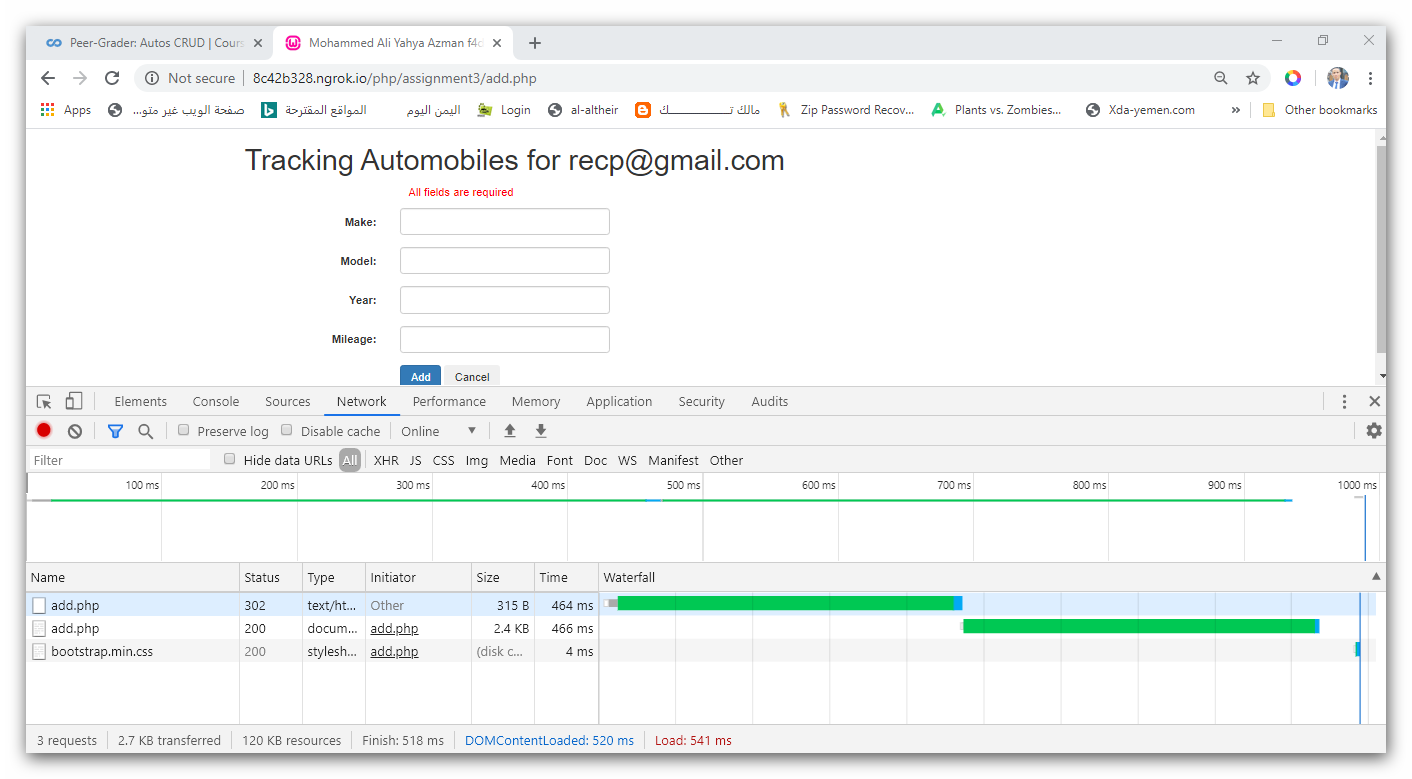 Peer-Grader: Autos CRUD | Cours
Mohammed Ali Yahya Azman f4
Not secure | 8c42b328.ngrok.io/php/assignment3/add.php
Apps صفحة الويب غير متو... المواقع المقترحة اليمن اليوم Login al-altheir مالك تـــــــــــــــــك Zip Password Recov... Plants vs. Zombies... Xda-yemen.com » Other bookmarks
Tracking Automobiles for recp@gmail.com
All fields are required
Make:
Model:
Year:
Mileage:
Add Cancel
Elements Console Sources Network Performance Memory Application Security Audits
Preserve log Disable cache Online
Filter Hide data URLs All XHR JS CSS Img Media Font Doc WS Manifest Other
100 ms 200 ms 300 ms 400 ms 500 ms 600 ms 700 ms 800 ms 900 ms 1000 ms
Name Status Type Initiator Size Time Waterfall
add.php 302 text/ht... Other 315 B 464 ms
add.php 200 docum... add.php 2.4 KB 466 ms
bootstrap.min.css 200 stylesh... add.php (disk c... 4 ms
3 requests 2.7 KB transferred 120 KB resources Finish: 518 ms DOMContentLoaded: 520 ms Load: 541 ms